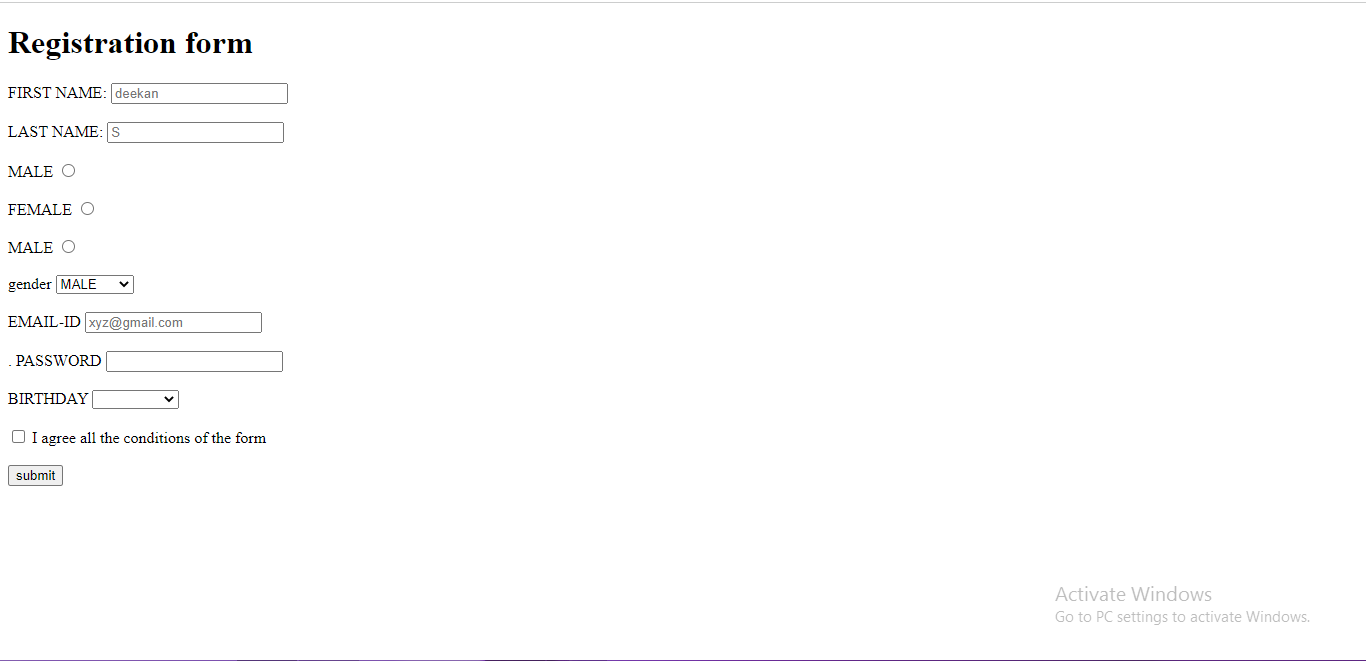 Registration form
FIRST NAME: deekan
LAST NAME: S
MALE
FEMALE
MALE
gender MALE
EMAIL-ID xyz@gmail.com
. PASSWORD
BIRTHDAY
I agree all the conditions of the form
submit
Activate Windows
Go to PC settings to activate Windows.